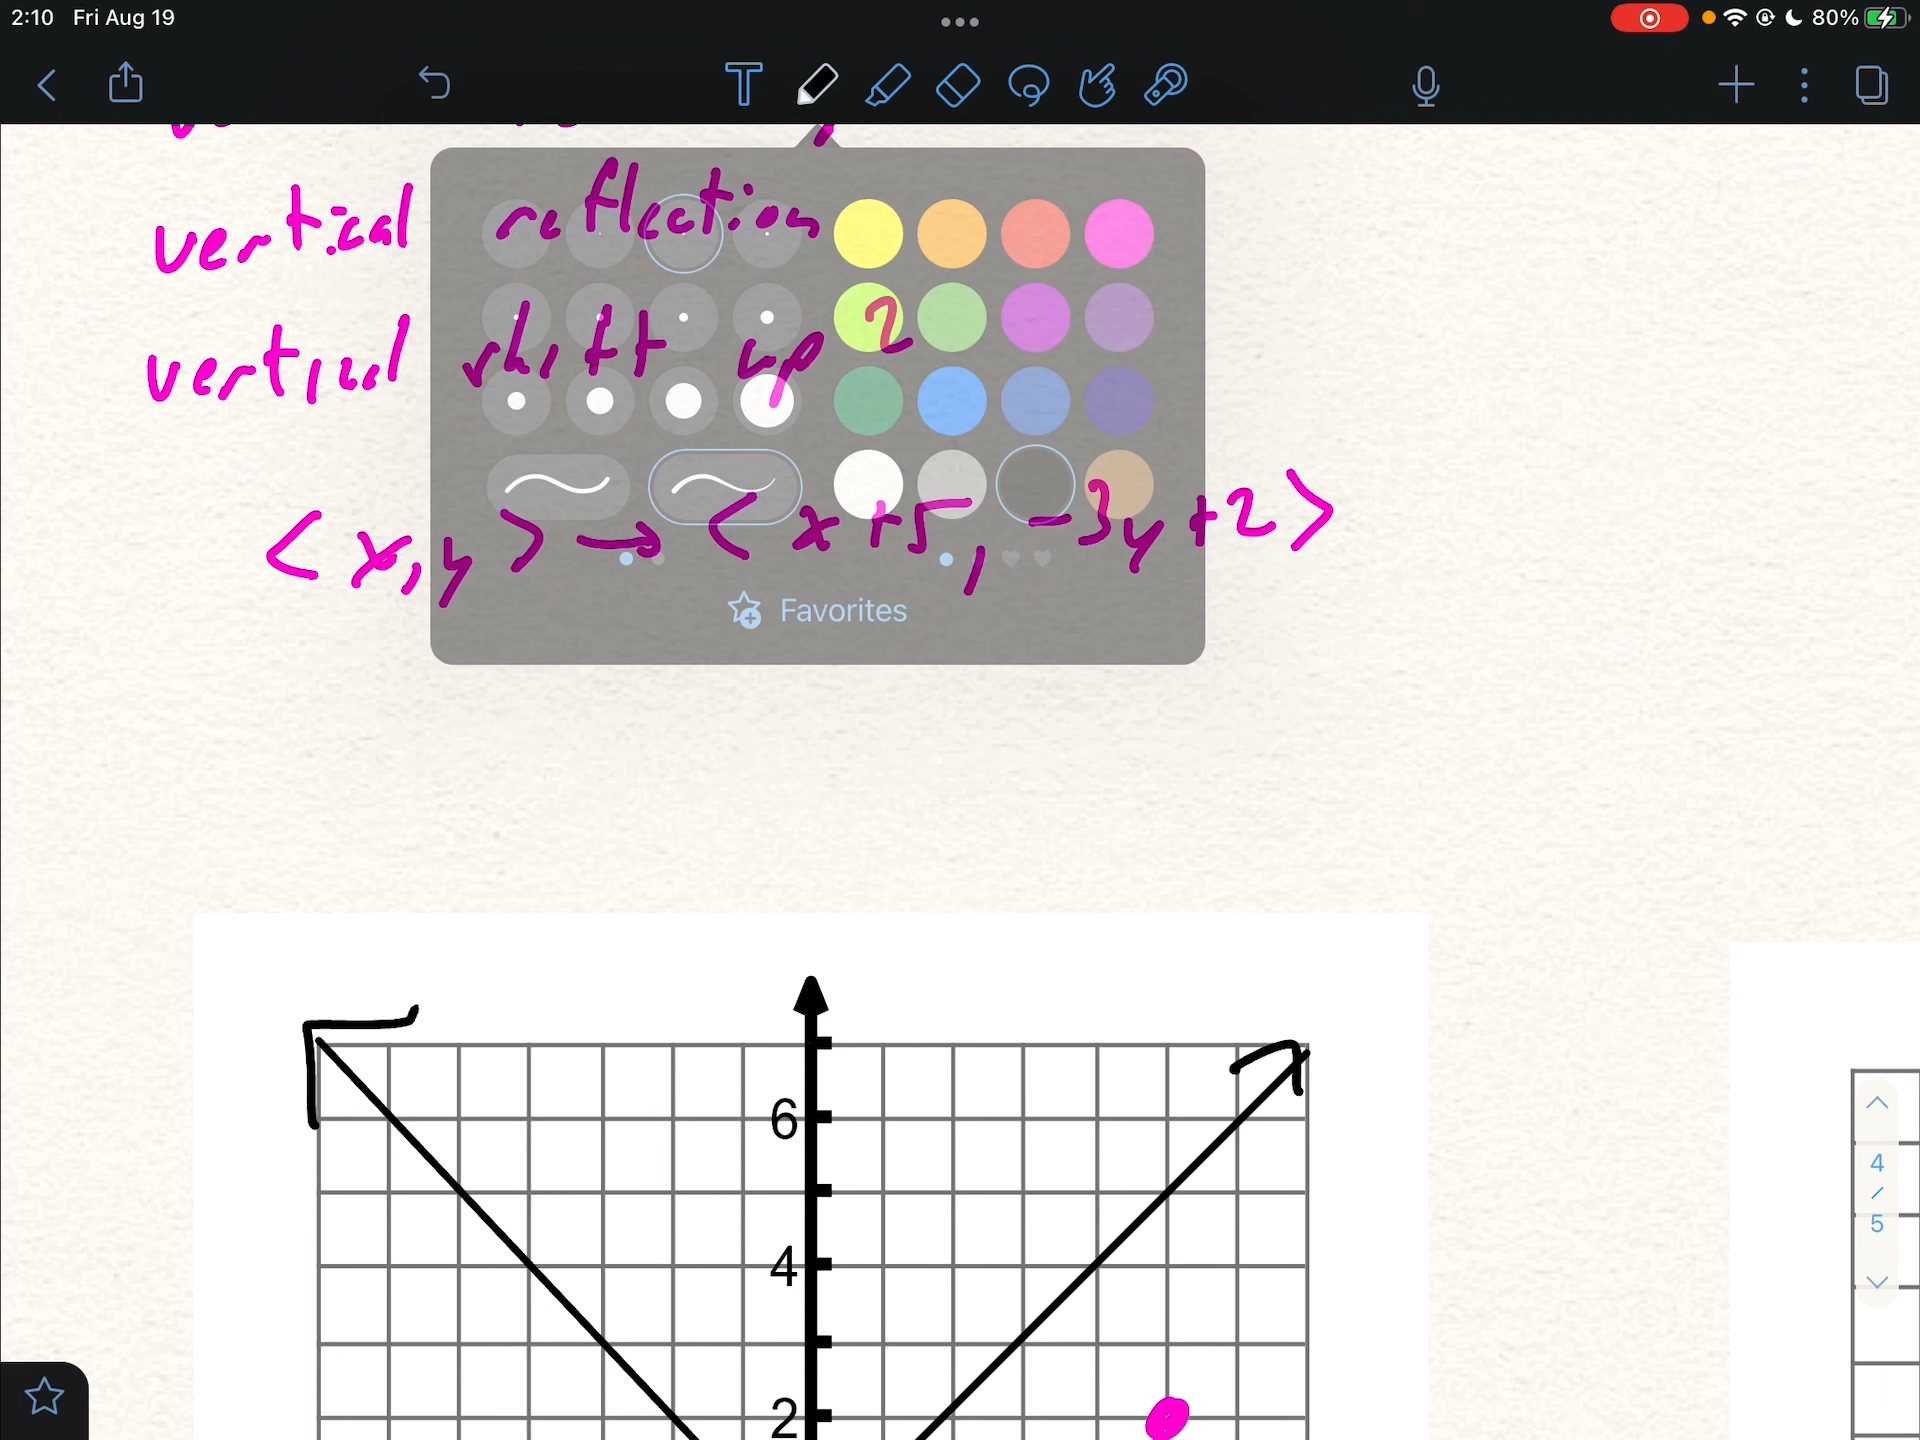 2:10 Fri Aug 19
80%
T
vertical reflection
vertical shift up 2
<x,y> → <x+5, -3y+2>
Favorites
6
4
2
4
/
5